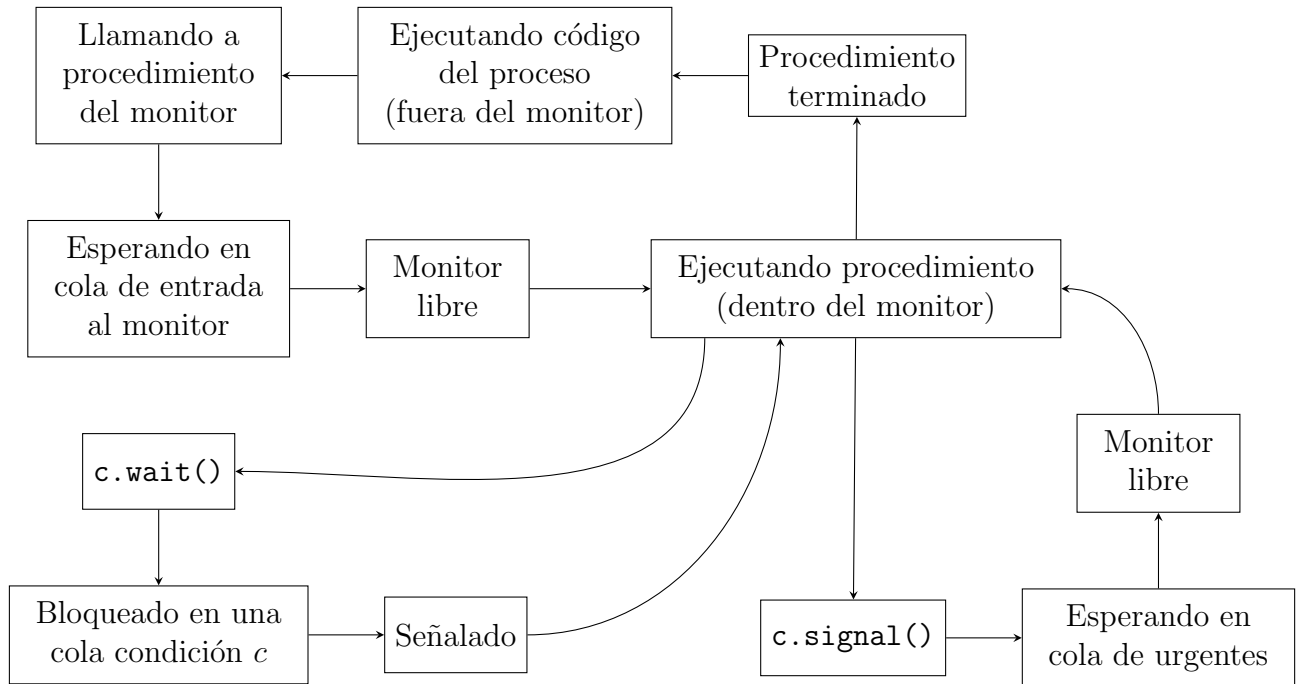 Llamando a
procedimiento
del monitor
Ejecutando código
del proceso
(fuera del monitor)
Procedimiento
terminado
Esperando en
cola de entrada
al monitor
Monitor
libre
Ejecutando procedimiento
(dentro del monitor)
c.wait()
Monitor
libre
Bloqueado en una
cola condición c
Señalado
c.signal()
Esperando en
cola de urgentes